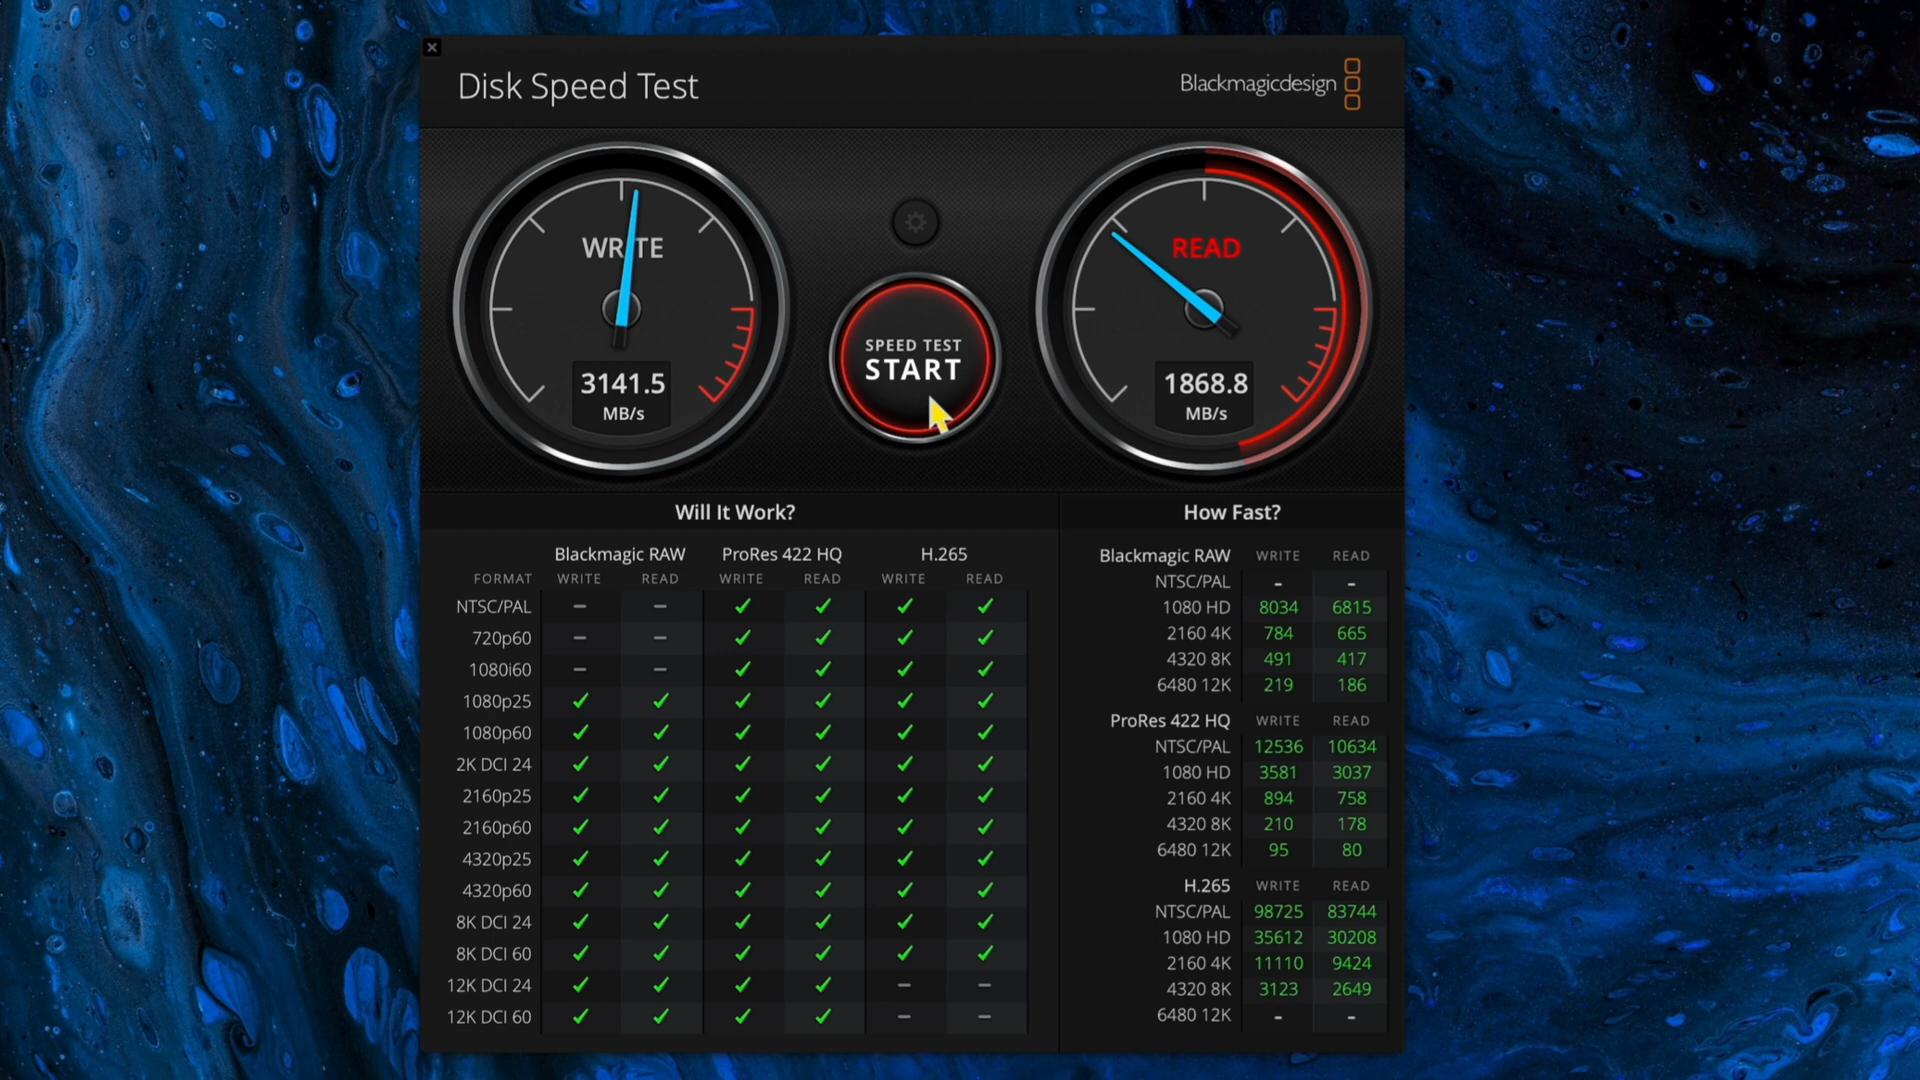 Disk Speed Test
Blackmagicdesign
WRITE
3141.5
MB/s
SPEED TEST
START
READ
1868.8
MB/s
Will It Work?
Blackmagic RAW ProRes 422 HQ H.265
FORMAT WRITE READ WRITE READ WRITE READ
NTSC/PAL – – ✓ ✓ ✓ ✓
720p60 – – ✓ ✓ ✓ ✓
1080i60 – – ✓ ✓ ✓ ✓
1080p25 ✓ ✓ ✓ ✓ ✓ ✓
1080p60 ✓ ✓ ✓ ✓ ✓ ✓
2K DCI 24 ✓ ✓ ✓ ✓ ✓ ✓
2160p25 ✓ ✓ ✓ ✓ ✓ ✓
2160p60 ✓ ✓ ✓ ✓ ✓ ✓
4320p25 ✓ ✓ ✓ ✓ ✓ ✓
4320p60 ✓ ✓ ✓ ✓ ✓ ✓
8K DCI 24 ✓ ✓ ✓ ✓ ✓ ✓
8K DCI 60 ✓ ✓ ✓ ✓ ✓ ✓
12K DCI 24 ✓ ✓ ✓ ✓ – –
12K DCI 60 ✓ ✓ ✓ ✓ – –
How Fast?
Blackmagic RAW WRITE READ
NTSC/PAL - -
1080 HD 8034 6815
2160 4K 784 665
4320 8K 491 417
6480 12K 219 186
ProRes 422 HQ WRITE READ
NTSC/PAL 12536 10634
1080 HD 3581 3037
2160 4K 894 758
4320 8K 210 178
6480 12K 95 80
H.265 WRITE READ
NTSC/PAL 98725 83744
1080 HD 35612 30208
2160 4K 11110 9424
4320 8K 3123 2649
6480 12K - -